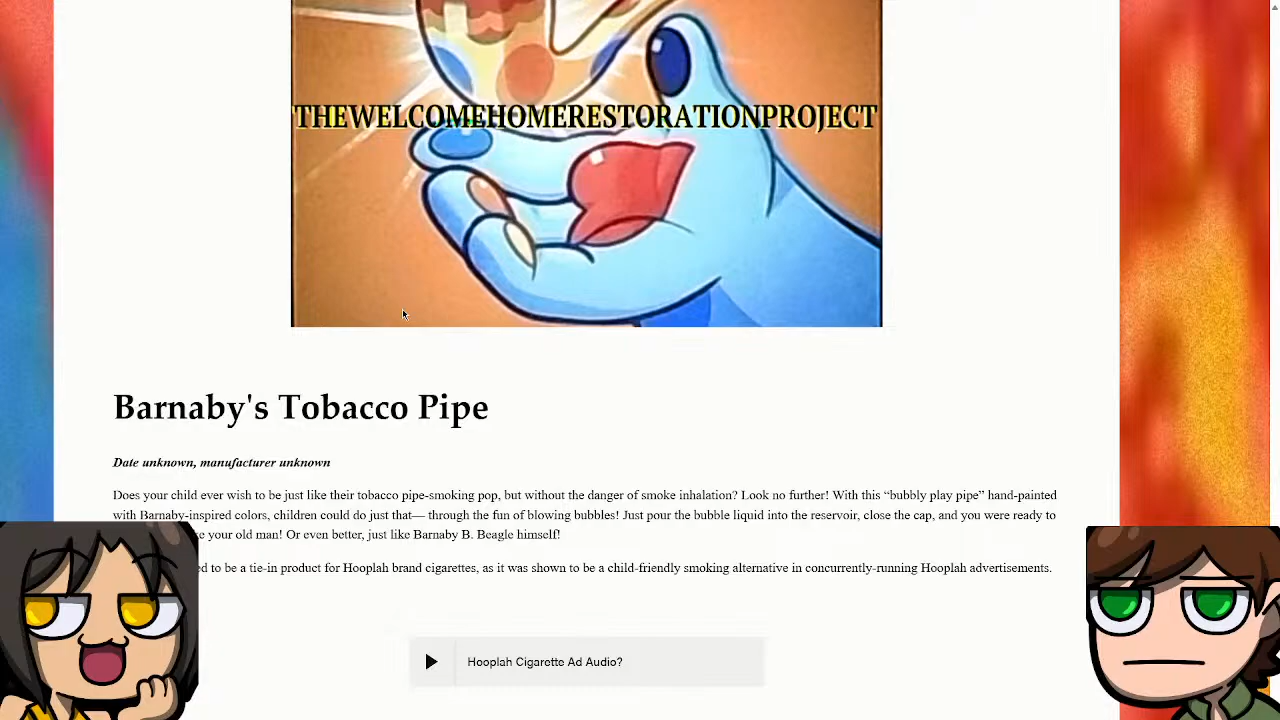 THEWELCOMEHOMERESTORATIONPROJECT
Barnaby's Tobacco Pipe
Date unknown, manufacturer unknown
Does your child ever wish to be just like their tobacco pipe-smoking pop, but without the danger of smoke inhalation? Look no further! With this “bubbly play pipe” hand-painted
with Barnaby-inspired colors, children could do just that— through the fun of blowing bubbles! Just pour the bubble liquid into the reservoir, close the cap, and you were ready to
your old man! Or even better, just like Barnaby B. Beagle himself!
to be a tie-in product for Hooplah brand cigarettes, as it was shown to be a child-friendly smoking alternative in concurrently-running Hooplah advertisements.
Hooplah Cigarette Ad Audio?